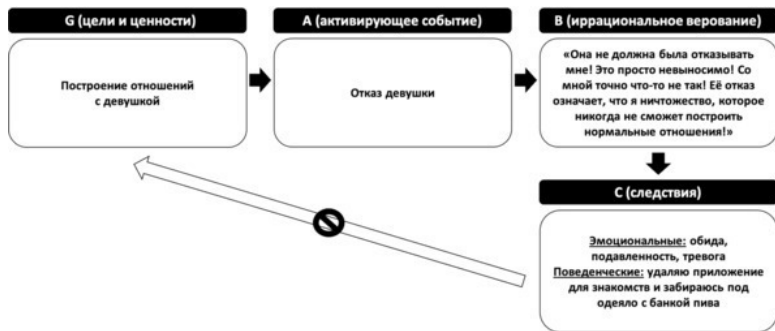 G (цели и ценности)
Построение отношений
с девушкой
A (активирующее событие)
Отказ девушки
B (иррациональное верование)
«Она не должна была отказывать
мне! Это просто невыносимо! Со
мной точно что-то не так! Её отказ
означает, что я ничтожество, которое
никогда не сможет построить
нормальные отношения!»
C (следствия)
Эмоциональные: обида,
подавленность, тревога
Поведенческие: удаляю приложение
для знакомств и забираюсь под
одеяло с банкой пива